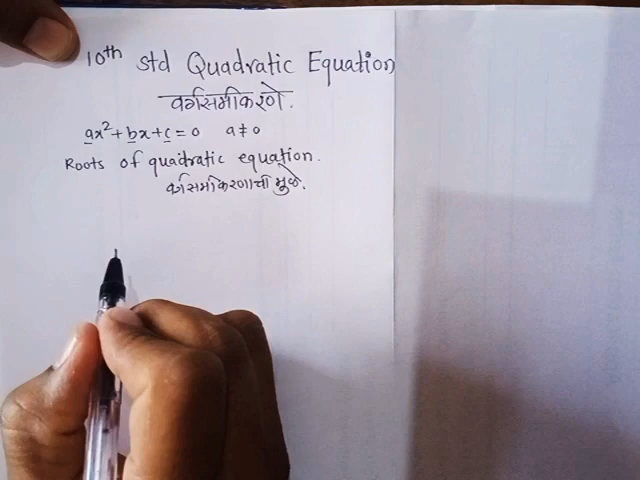 10th Std Quadratic Equation
वर्गसमीकरणे.
ax²+bx+c=0 a≠0
Roots of quadratic equation.
वर्गसमीकरणाची मुळे.